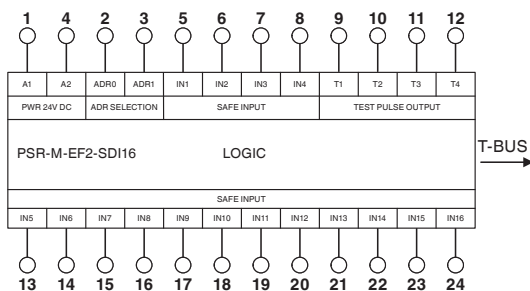 1 4 2 3 5 6 7 8 9 10 11 12
A1 A2 ADR0 ADR1 IN1 IN2 IN3 IN4 T1 T2 T3 T4
PWR 24V DC ADR SELECTION SAFE INPUT TEST PULSE OUTPUT
PSR-M-EF2-SDI16 LOGIC
T-BUS
SAFE INPUT
IN5 IN6 IN7 IN8 IN9 IN10 IN11 IN12 IN13 IN14 IN15 IN16
13 14 15 16 17 18 19 20 21 22 23 24